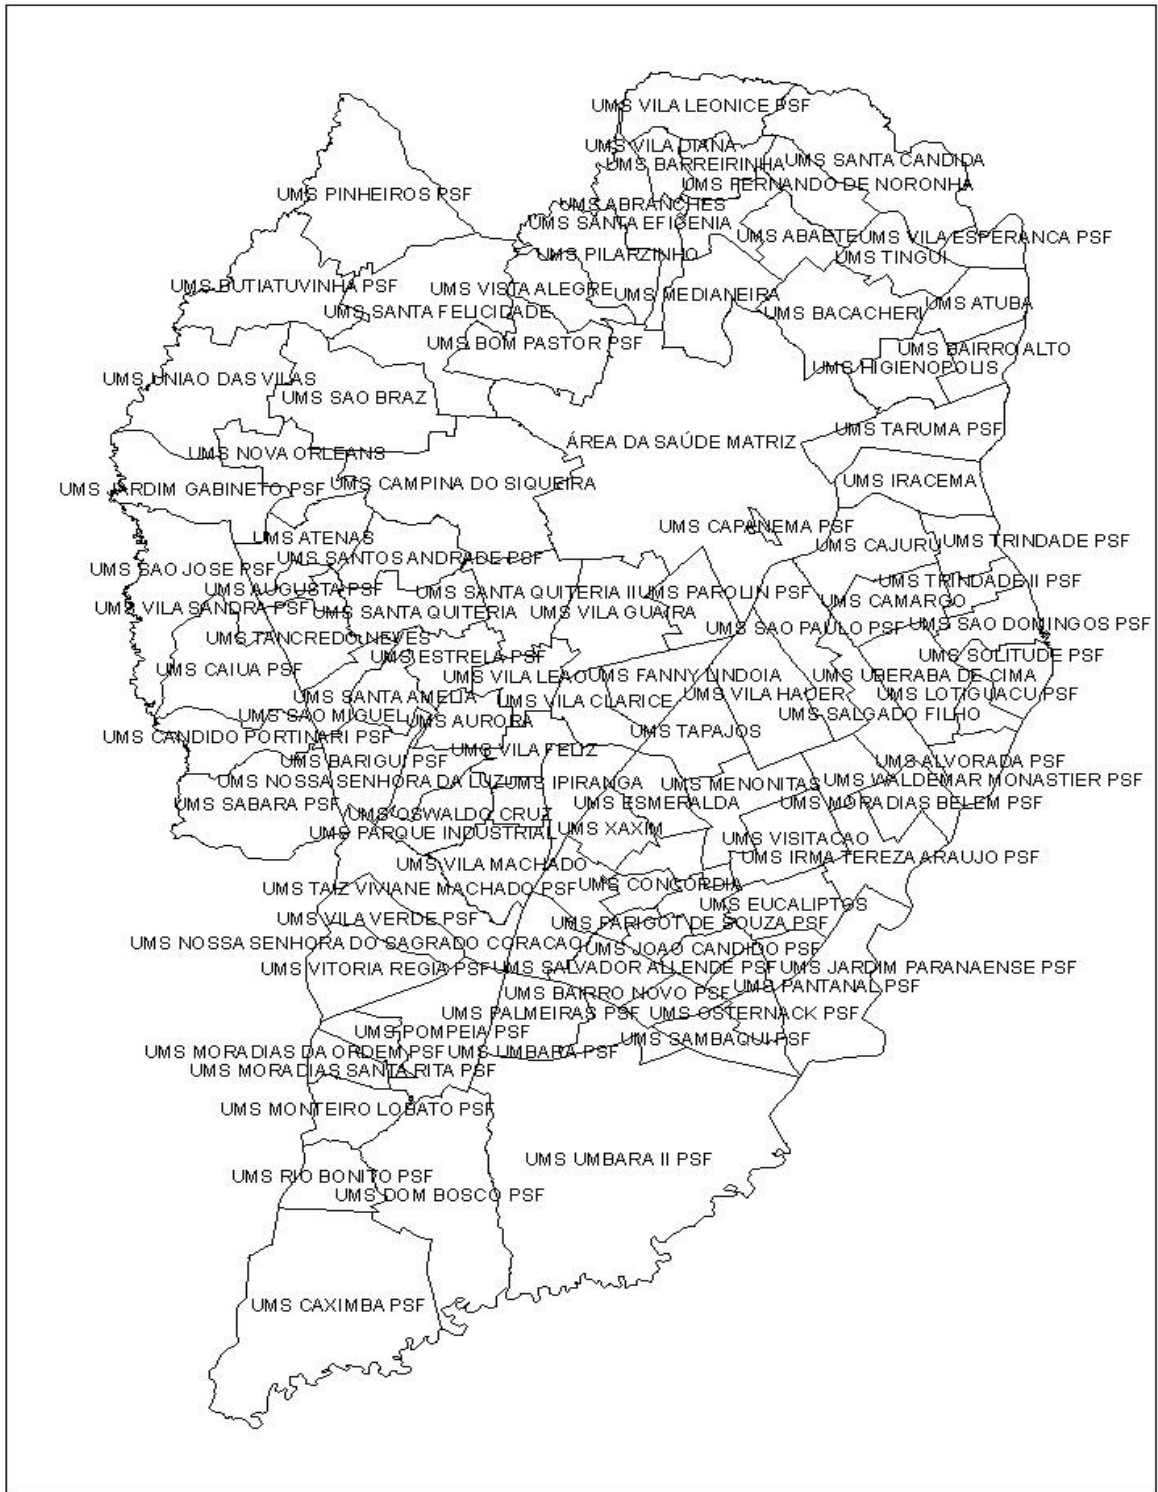 UMS VILA LEONICE PSF
UMS VILA DIANA
UMS BARREIRINHA
UMS SANTA CANDIDA
UMS FERNANDO DE NORONHA
UMS PINHEIROS PSF
UMS ABRANCHES
UMS SANTA EFIGENIA
UMS ABAETE
UMS VILA ESPERANCA PSF
UMS PILARZINHO
UMS TINGUI
UMS BUTIATUVINHA PSF
UMS VISTA ALEGRE
UMS MEDIANEIRA
UMS ATUBA
UMS SANTA FELICIDADE
UMS BACACHERI
UMS BOM PASTOR PSF
UMS BAIRRO ALTO
UMS HIGIENOPOLIS
UMS UNIAO DAS VILAS
UMS SAO BRAZ
UMS TARUMA PSF
ÁREA DA SAÚDE MATRIZ
UMS NOVA ORLEANS
UMS JARDIM GABINETO PSF
UMS CAMPINA DO SIQUEIRA
UMS IRACEMA
UMS CAPANEMA PSF
UMS ATENAS
UMS CAJURU
UMS TRINDADE PSF
UMS SANTOS ANDRADE PSF
UMS SAO JOSE PSF
UMS TRINDADE II PSF
UMS AUGUSTA PSF
UMS SANTA QUITERIA II
UMS PAROLIN PSF
UMS CAMARGO
UMS VILA SANDRA PSF
UMS SANTA QUITERIA
UMS VILA GUAIRA
UMS SAO PAULO PSF
UMS SAO DOMINGOS PSF
UMS TANCREDO NEVES
UMS ESTRELA PSF
UMS SOLITUDE PSF
UMS CAIUA PSF
UMS VILA LEAO
UMS FANNY LINDOIA
UMS UBERABA DE CIMA
UMS SANTA AMELIA
UMS VILA CLARICE
UMS VILA HAUER
UMS LOTIGUACU PSF
UMS SAO MIGUEL
UMS AURORA
UMS SALGADO FILHO
UMS CANDIDO PORTINARI PSF
UMS TAPAJOS
UMS VILA FELIZ
UMS BARIGUI PSF
UMS ALVORADA PSF
UMS NOSSA SENHORA DA LUZ
UMS IPIRANGA
UMS MENONITAS
UMS WALDEMAR MONASTIER PSF
UMS SABARA PSF
UMS ESMERALDA
UMS MORADIAS BELEM PSF
UMS OSWALDO CRUZ
UMS PARQUE INDUSTRIAL
UMS XAXIM
UMS VISITACAO
UMS IRMA TEREZA ARAUJO PSF
UMS VILA MACHADO
UMS TAIZ VIVIANE MACHADO PSF
UMS CONCORDIA
UMS EUCALIPTOS
UMS VILA VERDE PSF
UMS PARIGOT DE SOUZA PSF
UMS NOSSA SENHORA DO SAGRADO CORACAO
UMS JOAO CANDIDO PSF
UMS VITORIA REGIA PSF
UMS SALVADOR ALLENDE PSF
UMS JARDIM PARANAENSE PSF
UMS PANTANAL PSF
UMS BAIRRO NOVO PSF
UMS PALMEIRAS PSF
UMS OSTERNACK PSF
UMS POMPEIA PSF
UMS SAMBAQUI PSF
UMS MORADIAS DA ORDEM PSF
UMS UMBARA PSF
UMS MORADIAS SANTA RITA PSF
UMS MONTEIRO LOBATO PSF
UMS UMBARA II PSF
UMS RIO BONITO PSF
UMS DOM BOSCO PSF
UMS CAXIMBA PSF